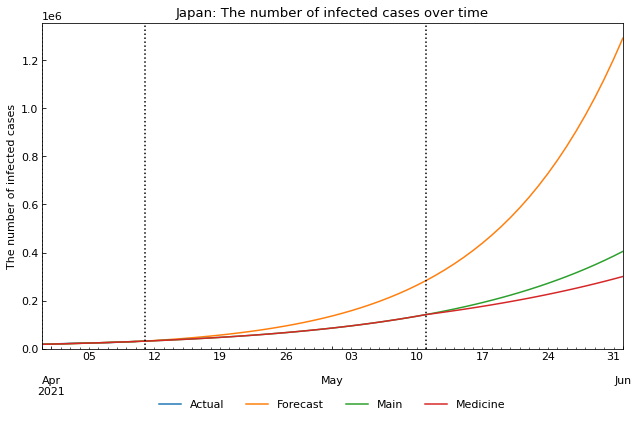 Japan: The number of infected cases over time
1e6
The number of infected cases
1.2
1.0
0.8
0.6
0.4
0.2
0.0
05 12 19 26 03 10 17 24 31
Apr May Jun
2021
Actual Forecast Main Medicine